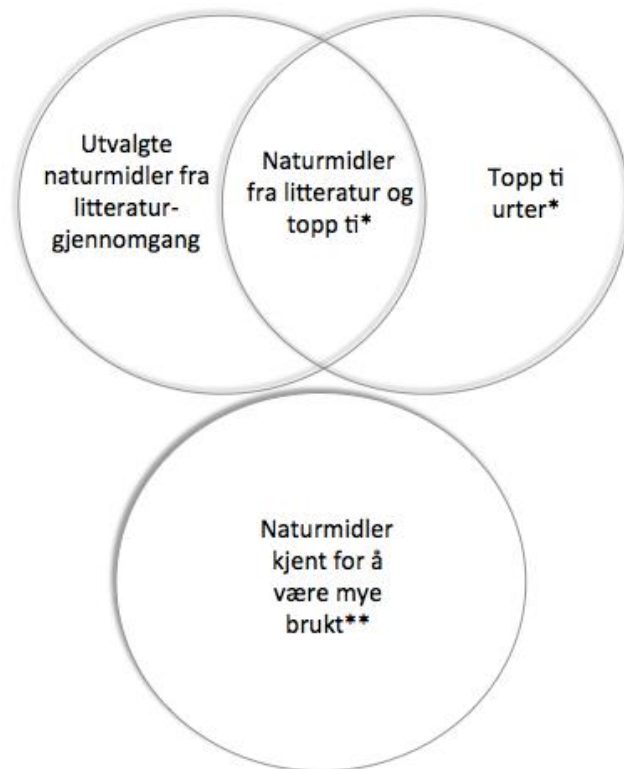 Utvalgte
naturmidler fra
litteratur-
gjennomgang
Naturmidler
fra litteratur og
topp ti*
Topp ti
urter*
Naturmidler
kjent for å
være mye
brukt**